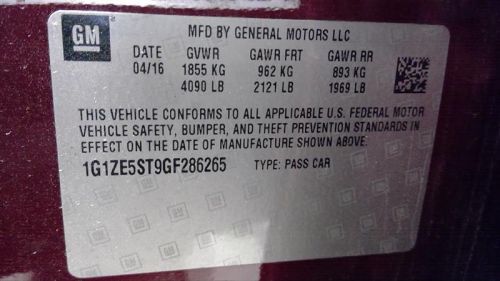 GM
MFD BY GENERAL MOTORS LLC
DATE GVWR GAWR FRT GAWR RR
04/16 1855 KG 962 KG 893 KG
4090 LB 2121 LB 1969 LB
THIS VEHICLE CONFORMS TO ALL APPLICABLE U.S. FEDERAL MOTOR
VEHICLE SAFETY, BUMPER, AND THEFT PREVENTION STANDARDS IN
EFFECT ON THE DATE OF MANUFACTURE SHOWN ABOVE.
1G1ZE5ST9GF286265 TYPE: PASS CAR